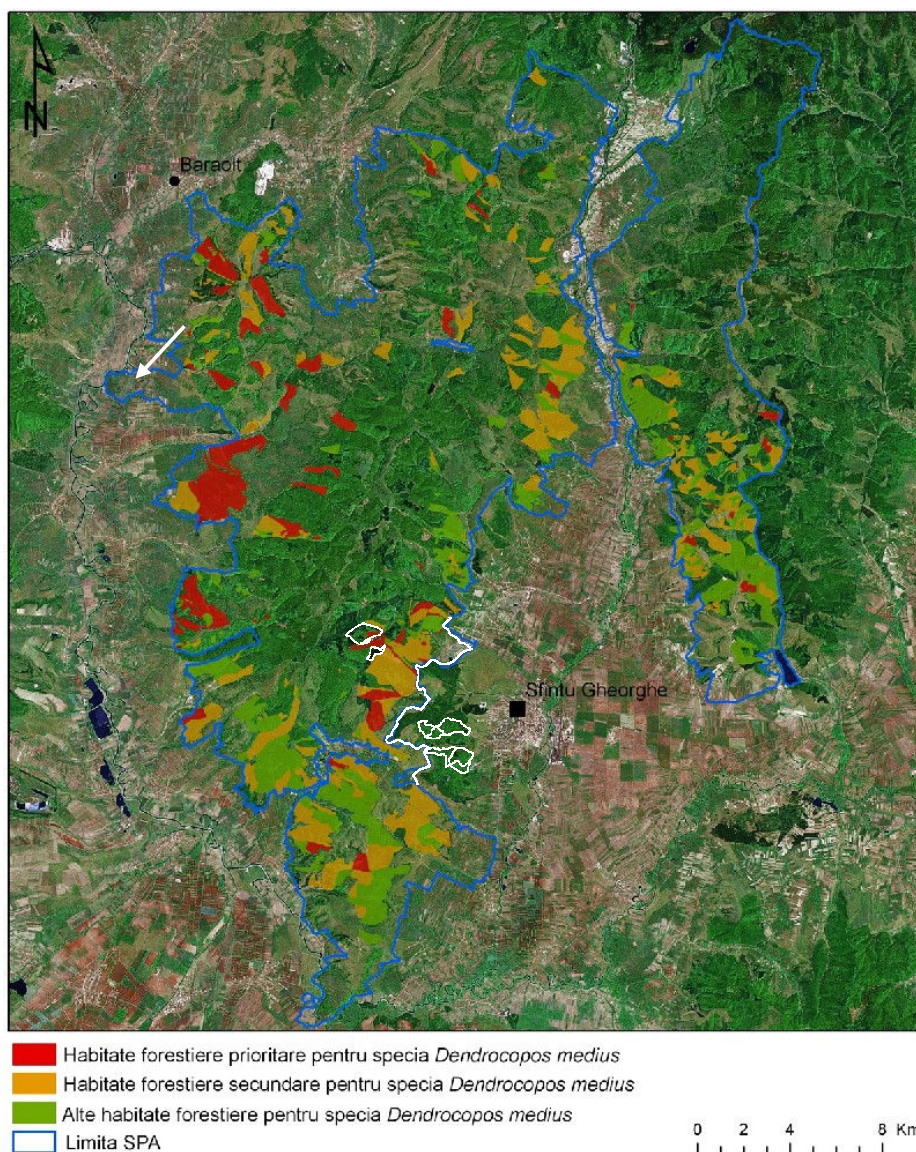 N
Baraolt
Sfintu Gheorghe
Habitate forestiere prioritare pentru specia Dendrocopos medius
Habitate forestiere secundare pentru specia Dendrocopos medius
Alte habitate forestiere pentru specia Dendrocopos medius
Limita SPA
0 2 4 8 Km